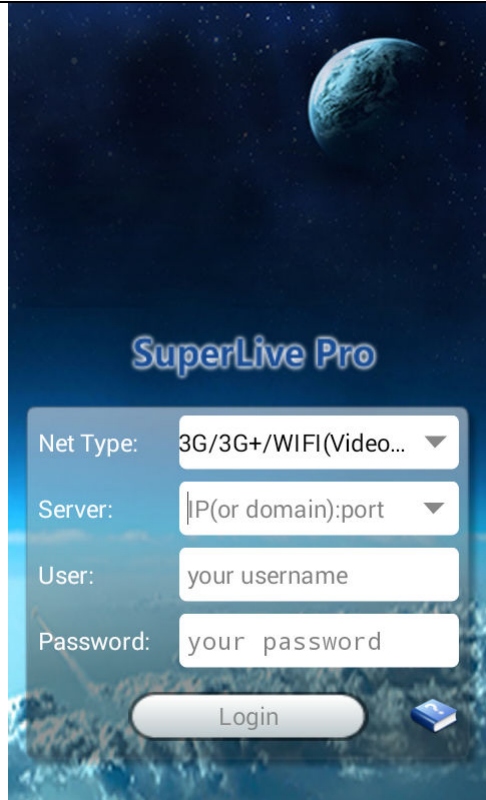 SuperLive Pro
Net Type: 3G/3G+/WIFI(Video...
Server: IP(or domain):port
User: your username
Password: your password
Login
?